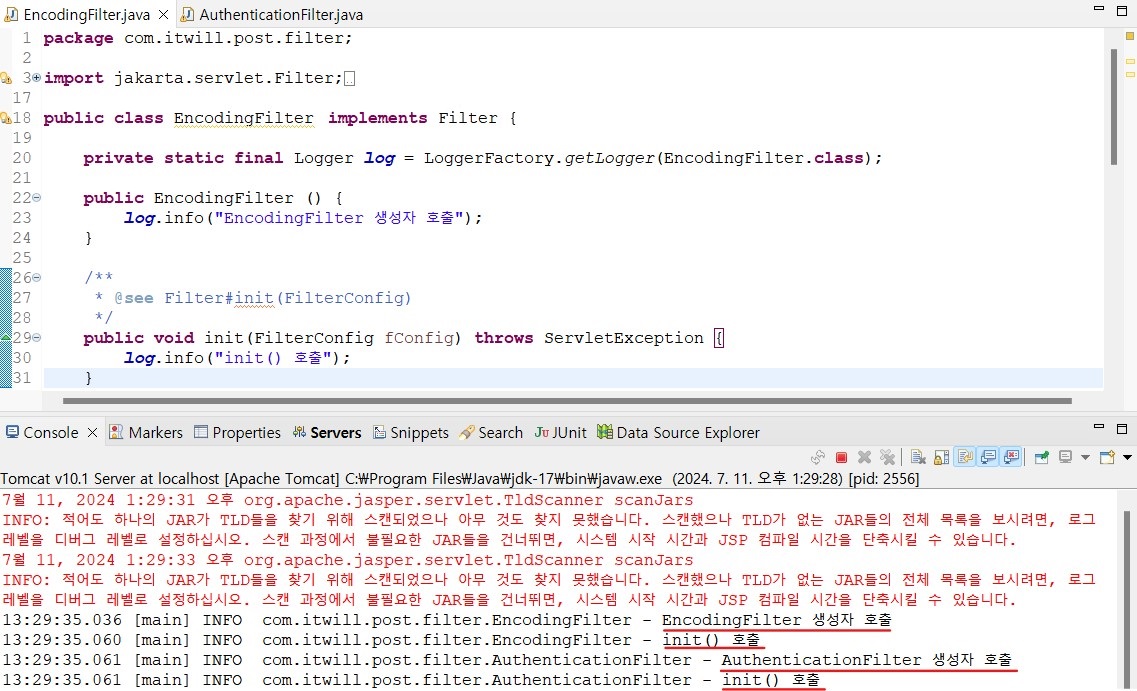 EncodingFilter.java AuthenticationFilter.java
1 package com.itwill.post.filter;
2
3 import jakarta.servlet.Filter;
17
18 public class EncodingFilter implements Filter {
19
20 private static final Logger log = LoggerFactory.getLogger(EncodingFilter.class);
21
22 public EncodingFilter () {
23 log.info("EncodingFilter 생성자 호출");
24 }
25
26 /**
27 * @see Filter#init(FilterConfig)
28 */
29 public void init(FilterConfig fConfig) throws ServletException {
30 log.info("init() 호출");
31 }
Console Markers Properties Servers Snippets Search JUnit Data Source Explorer
Tomcat v10.1 Server at localhost [Apache Tomcat] C:₩Program Files₩Java₩jdk-17₩bin₩javaw.exe (2024. 7. 11. 오후 1:29:28) [pid: 2556]
7월 11, 2024 1:29:31 오후 org.apache.jasper.servlet.TldScanner scanJars
INFO: 적어도 하나의 JAR가 TLD들을 찾기 위해 스캔되었으나 아무 것도 찾지 못했습니다. 스캔했으나 TLD가 없는 JAR들의 전체 목록을 보시려면, 로그
레벨을 디버그 레벨로 설정하십시오. 스캔 과정에서 불필요한 JAR들을 건너뛰면, 시스템 시작 시간과 JSP 컴파일 시간을 단축시킬 수 있습니다.
7월 11, 2024 1:29:33 오후 org.apache.jasper.servlet.TldScanner scanJars
INFO: 적어도 하나의 JAR가 TLD들을 찾기 위해 스캔되었으나 아무 것도 찾지 못했습니다. 스캔했으나 TLD가 없는 JAR들의 전체 목록을 보시려면, 로그
레벨을 디버그 레벨로 설정하십시오. 스캔 과정에서 불필요한 JAR들을 건너뛰면, 시스템 시작 시간과 JSP 컴파일 시간을 단축시킬 수 있습니다.
13:29:35.036 [main] INFO com.itwill.post.filter.EncodingFilter - EncodingFilter 생성자 호출
13:29:35.060 [main] INFO com.itwill.post.filter.EncodingFilter - init() 호출
13:29:35.061 [main] INFO com.itwill.post.filter.AuthenticationFilter - AuthenticationFilter 생성자 호출
13:29:35.061 [main] INFO com.itwill.post.filter.AuthenticationFilter - init() 호출